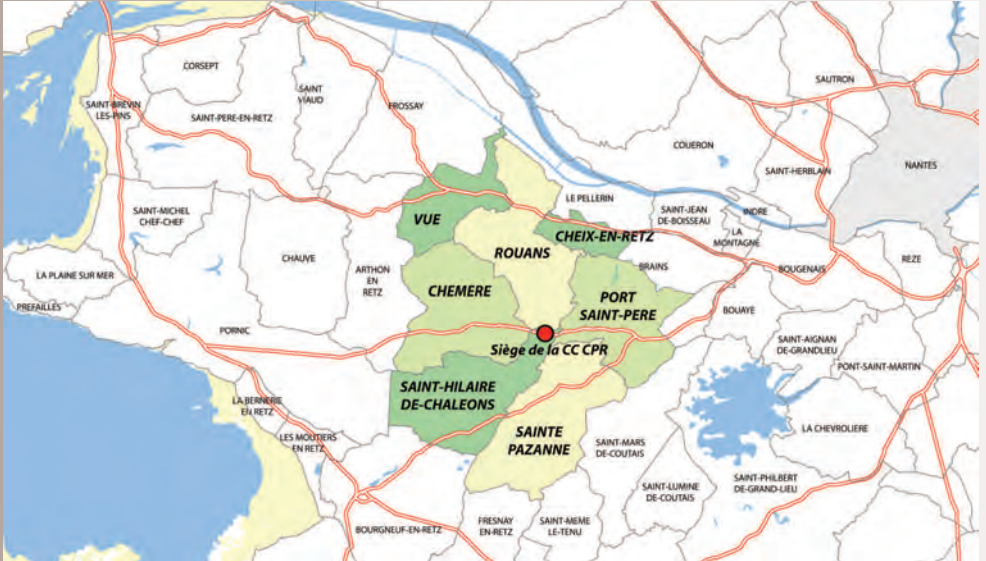 CORSEPT
SAINT
VIAUD
SAINT-BREVIN
LES-PINS
SAINT-PERE-EN-RETZ
FROSSAY
SAUTRON
COUERON
SAINT-HERBLAIN
NANTES
SAINT-MICHEL
CHEF-CHEF
VUE
LE PELLERIN
SAINT-JEAN
DE-BOISSEAU
INDRE
LA
MONTAGNE
CHEIX-EN-RETZ
ROUANS
CHAUVE
ARTHON
EN
RETZ
BRAINS
BOUGENAIS
REZE
LA PLAINE SUR MER
PREFAILLES
CHEMERE
PORT
SAINT-PERE
BOUAYE
PORNIC
Siège de la CC CPR
SAINT-AIGNAN
DE-GRANDLIEU
PONT-SAINT-MARTIN
SAINT-HILAIRE
DE-CHALEONS
LA BERNERIE
EN RETZ
LES MOUTIERS
EN RETZ
SAINTE
PAZANNE
SAINT-MARS
DE-COUTAIS
LA CHEVROLIERE
SAINT-LUMINE
DE-COUTAIS
SAINT-PHILBERT
DE-GRAND-LIEU
BOURGNEUF-EN-RETZ
FRESNAY
EN-RETZ
SAINT-MEME
LE-TENU